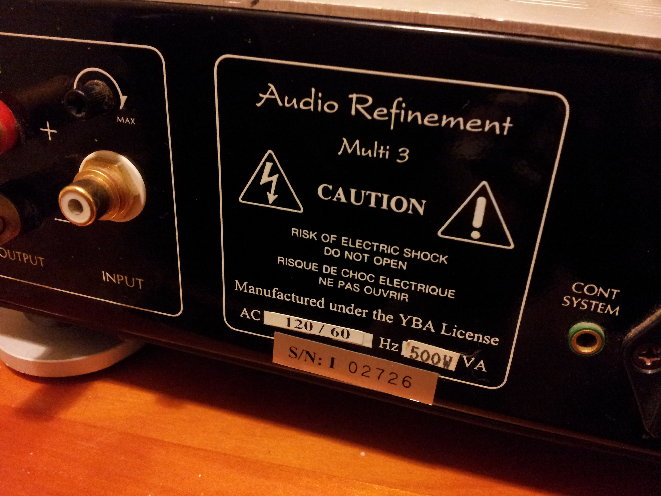 MAX
+
OUTPUT
INPUT
Audio Refinement
Multi 3
CAUTION
RISK OF ELECTRIC SHOCK
DO NOT OPEN
RISQUE DE CHOC ELECTRIQUE
NE PAS OUVRIR
Manufactured under the YBA License
AC 120 / 60 Hz 500W VA
S/N: I 02726
CONT
SYSTEM